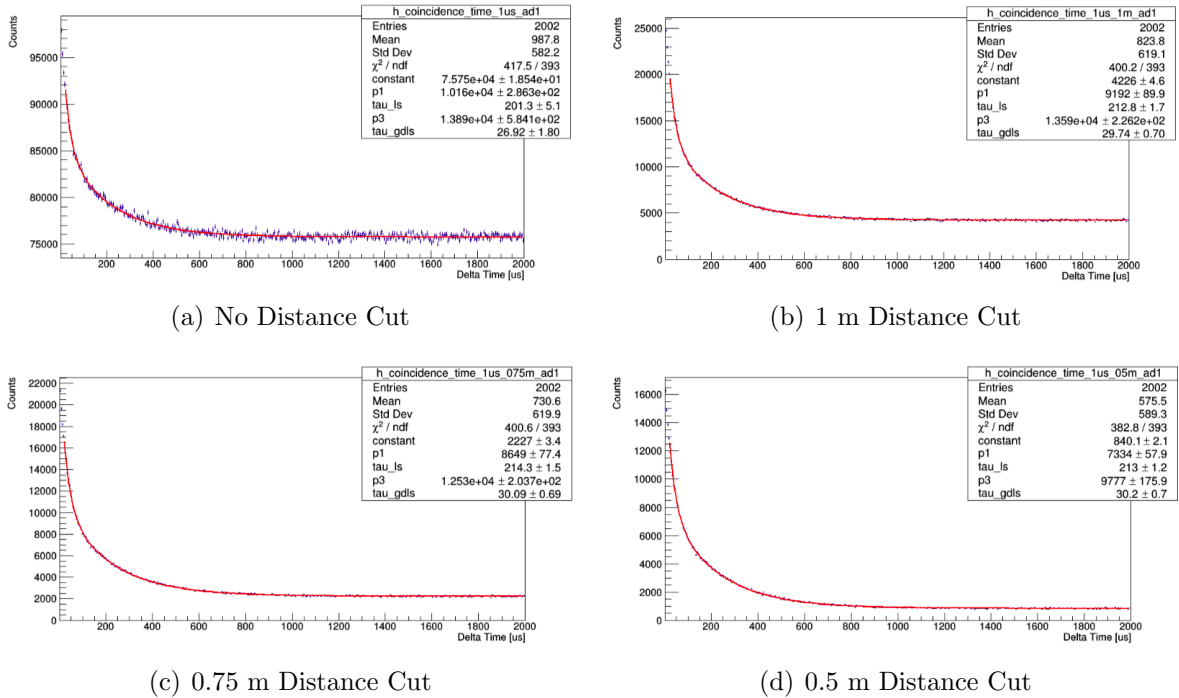 h_coincidence_time_1us_ad1
Entries 2002
Mean 987.8
Std Dev 582.2
χ² / ndf 417.5 / 393
constant 7.575e+04 ± 1.854e+01
p1 1.016e+04 ± 2.863e+02
tau_ls 201.3 ± 5.1
p3 1.389e+04 ± 5.841e+02
tau_gdls 26.92 ± 1.80
Counts
95000
90000
85000
80000
75000
200 400 600 800 1000 1200 1400 1600 1800 2000
Delta Time [us]
(a) No Distance Cut
h_coincidence_time_1us_1m_ad1
Entries 2002
Mean 823.8
Std Dev 619.1
χ² / ndf 400.2 / 393
constant 4226 ± 4.6
p1 9192 ± 89.9
tau_ls 212.8 ± 1.7
p3 1.359e+04 ± 2.262e+02
tau_gdls 29.74 ± 0.70
Counts
25000
20000
15000
10000
5000
0
200 400 600 800 1000 1200 1400 1600 1800 2000
Delta Time [us]
(b) 1 m Distance Cut
h_coincidence_time_1us_075m_ad1
Entries 2002
Mean 730.6
Std Dev 619.9
χ² / ndf 400.6 / 393
constant 2227 ± 3.4
p1 8649 ± 77.4
tau_ls 214.3 ± 1.5
p3 1.253e+04 ± 2.037e+02
tau_gdls 30.09 ± 0.69
Counts
22000
20000
18000
16000
14000
12000
10000
8000
6000
4000
2000
0
200 400 600 800 1000 1200 1400 1600 1800 2000
Delta Time [us]
(c) 0.75 m Distance Cut
h_coincidence_time_1us_05m_ad1
Entries 2002
Mean 575.5
Std Dev 589.3
χ² / ndf 382.8 / 393
constant 840.1 ± 2.1
p1 7334 ± 57.9
tau_ls 213 ± 1.2
p3 9777 ± 175.9
tau_gdls 30.2 ± 0.7
Counts
16000
14000
12000
10000
8000
6000
4000
2000
0
200 400 600 800 1000 1200 1400 1600 1800 2000
Delta Time [us]
(d) 0.5 m Distance Cut